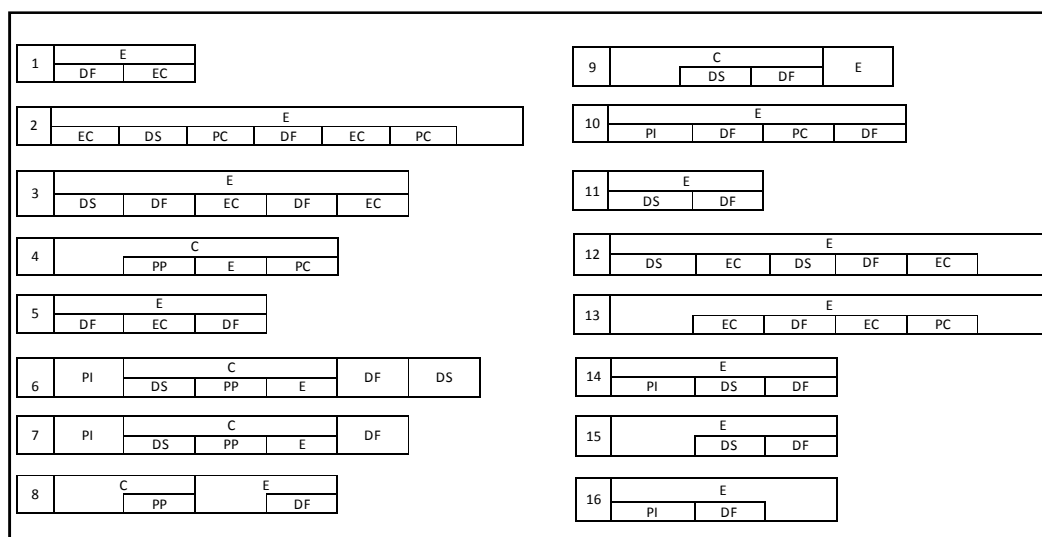 1 E
DF EC
2 E
EC DS PC DF EC PC
3 E
DS DF EC DF EC
4 C
PP E PC
5 E
DF EC DF
6 PI C DF DS
DS PP E
7 PI C DF
DS PP E
8 C E
PP DF
9 C E
DS DF
10 E
PI DF PC DF
11 E
DS DF
12 E
DS EC DS DF EC
13 E
EC DF EC PC
14 E
PI DS DF
15 E
DS DF
16 E
PI DF